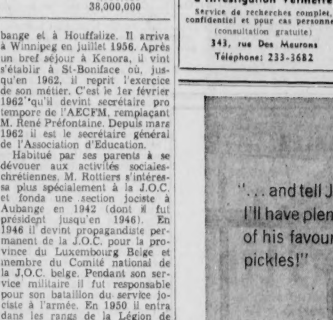 38,000,000
bange et à Houffalize. Il arriva
à Winnipeg en juillet 1956. Après
un bref séjour à Kenora, il vint
s'établir à St-Boniface où, jus-
qu'en 1962, il reprit l'exercice
de son métier. C'est le 1er février
1962 qu'il devint secrétaire pro
tempore de l'AECFM, remplaçant
M. René Préfontaine. Depuis mars
1962 il est le secrétaire général
de l'Association d'Education.
Habitué par ses parents à se
dévouer aux activités sociales-
chrétiennes, M. Rottiers s'intéres-
sa plus spécialement à la J.O.C.
et fonda une section jociste à
Aubange en 1942 (dont il fut
président jusqu'en 1946). En
1946 il devint propagandiste per-
manent de la J.O.C. pour la pro-
vince du Luxembourg Belge et
membre du Comité national de
la J.O.C. belge. Pendant son ser-
vice militaire il fut responsable
pour son bataillon du service jo-
ciste à l'armée. En 1950 il entra
dans les rangs de la Légion de
Service de recherches complet,
confidentiel et pour cas personnels
(consultation gratuite)
343, rue Des Meurons
Téléphone: 233-3682
"... and tell J
I'll have plen
of his favou
pickles!"